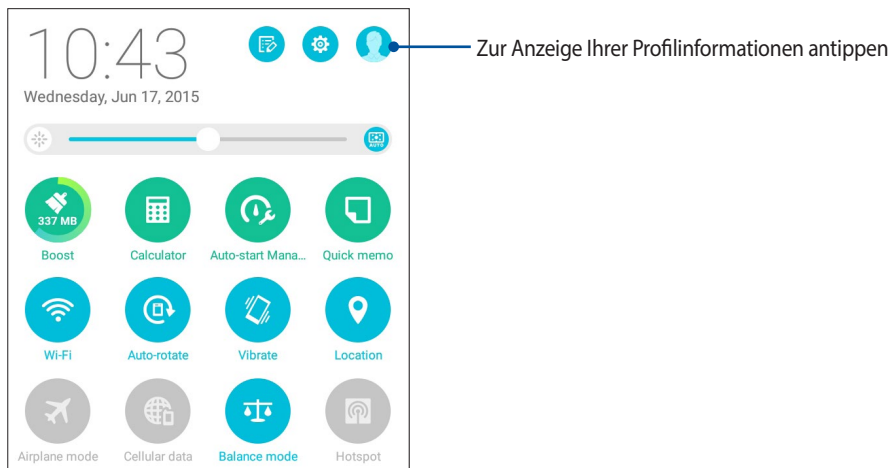 10:43
Zur Anzeige Ihrer Profilinformationen antippen
Wednesday, Jun 17, 2015
AUTO
337 MB
Boost
Calculator
Auto-start Mana...
Quick memo
Wi-Fi
Auto-rotate
Vibrate
Location
Airplane mode
Cellular data
Balance mode
Hotspot